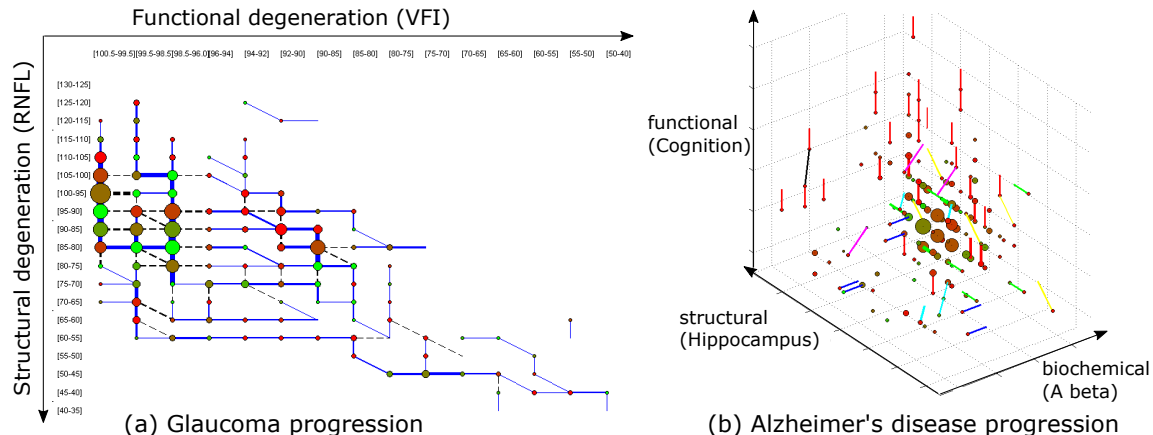 Functional degeneration (VFI)
[100.5-99.5] [99.5-98.5] [98.5-96.0] [96-94) [94-92) [92-90) [90-85) [85-80) [80-75) [75-70) [70-65) [65-60) [60-55) [55-50) [50-40)
Structural degeneration (RNFL)
[130-125]
[125-120]
[120-115]
[115-110]
[110-105]
[105-100]
[100-95]
[95-90]
[90-85]
[85-80]
[80-75]
[75-70]
[70-65]
[65-60]
[60-55]
[55-50]
[50-45]
[45-40]
[40-35]
(a) Glaucoma progression
functional
(Cognition)
structural
(Hippocampus)
biochemical
(A beta)
(b) Alzheimer's disease progression